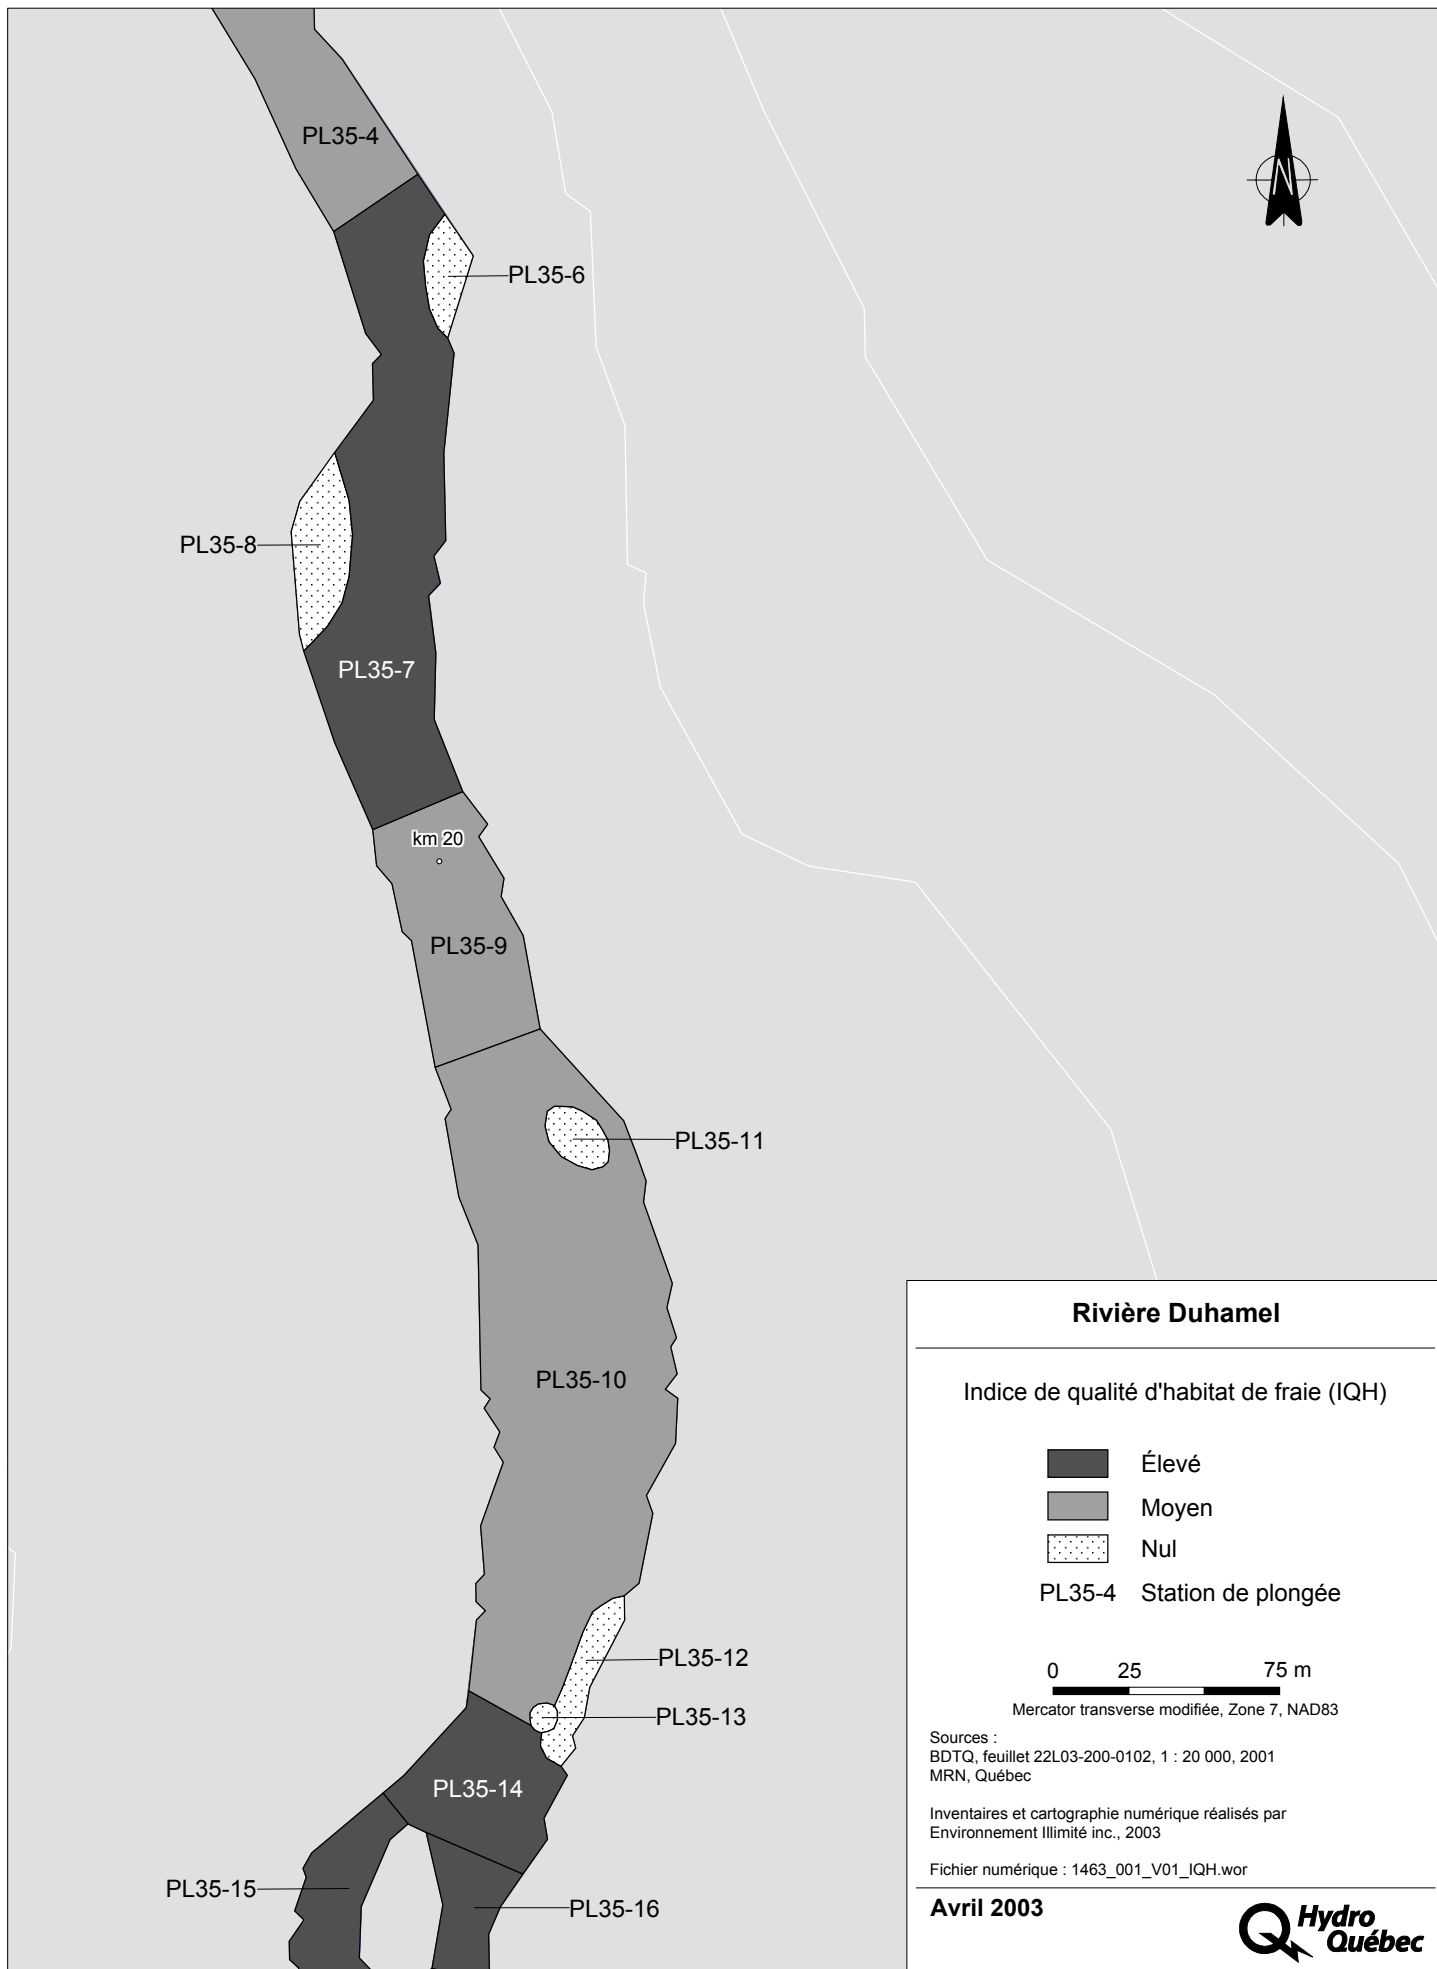 PL35-4
PL35-6
N
PL35-8
PL35-7
km 20
PL35-9
PL35-11
PL35-10
PL35-12
PL35-13
PL35-14
PL35-15
PL35-16
Rivière Duhamel
Indice de qualité d'habitat de fraie (IQH)
Élevé
Moyen
Nul
PL35-4 Station de plongée
0 25 75 m
Mercator transverse modifiée, Zone 7, NAD83
Sources :
BDTQ, feuillet 22L03-200-0102, 1 : 20 000, 2001
MRN, Québec
Inventaires et cartographie numérique réalisés par
Environnement Illimité inc., 2003
Fichier numérique : 1463_001_V01_IQH.wor
Avril 2003
Hydro
Québec